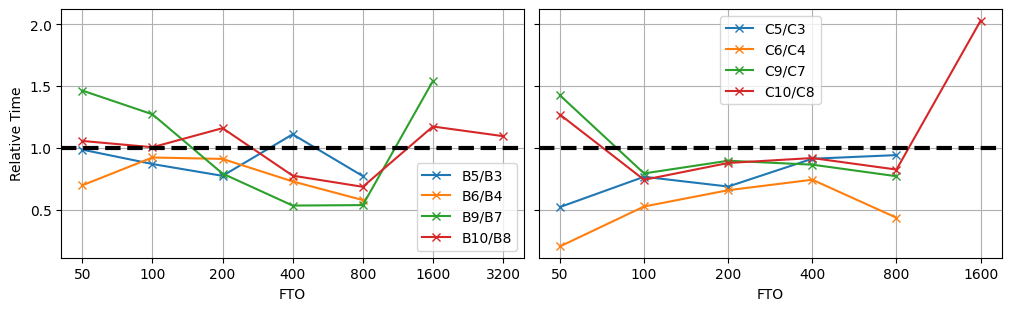 Relative Time
2.0
1.5
1.0
0.5
50 100 200 400 800 1600 3200
FTO
B5/B3
B6/B4
B9/B7
B10/B8
C5/C3
C6/C4
C9/C7
C10/C8
50 100 200 400 800 1600
FTO